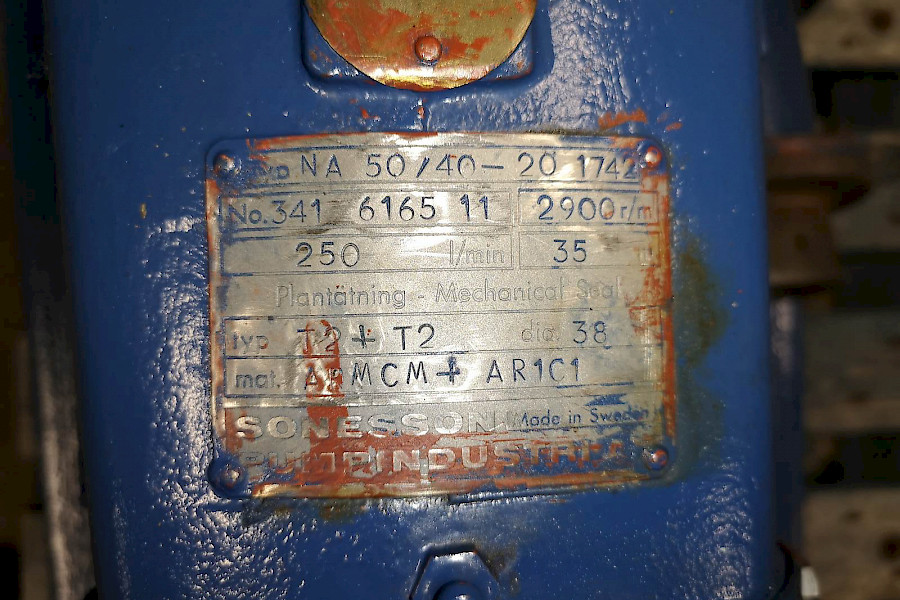 typ NA 50/40-20 1742
No. 341 6165 11 2900 r/m
250 l/min 35
Plantätning - Mechanical Seal
typ T2 + T2 dia. 38
mat. ARMCM + AR1C1
SONESSON Made in Sweden
PUMPINDUSTRI